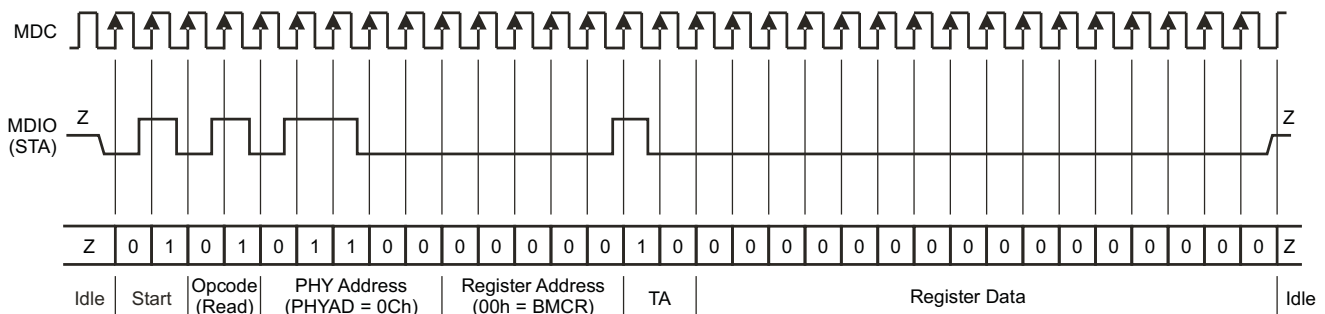 MDC
MDIO
(STA)
Z
Z
Z 0 1 0 1 0 1 1 0 0 0 0 0 0 0 1 0 0 0 0 0 0 0 0 0 0 0 0 0 0 0 0 0 Z
Idle
Start
Opcode
(Read)
PHY Address
(PHYAD = 0Ch)
Register Address
(00h = BMCR)
TA
Register Data
Idle